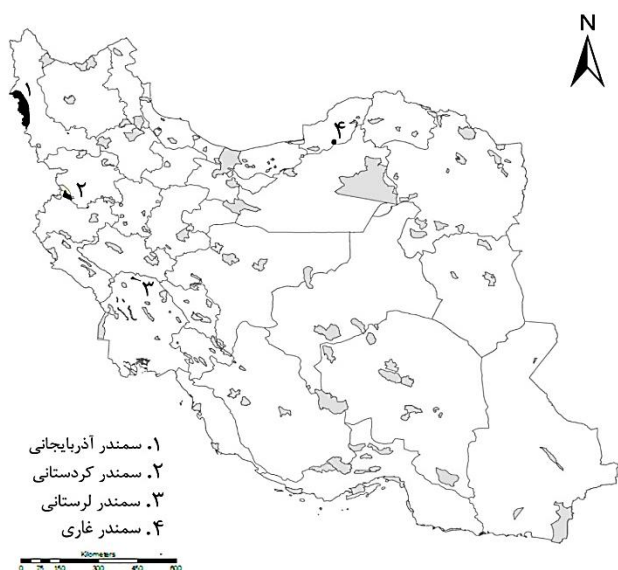 N
۱
۲
۳
۴
۱. سمندر آذربایجانی
۲. سمندر کردستانی
۳. سمندر لرستانی
۴. سمندر غاری
Kilometers
0 75 150 300 450 600